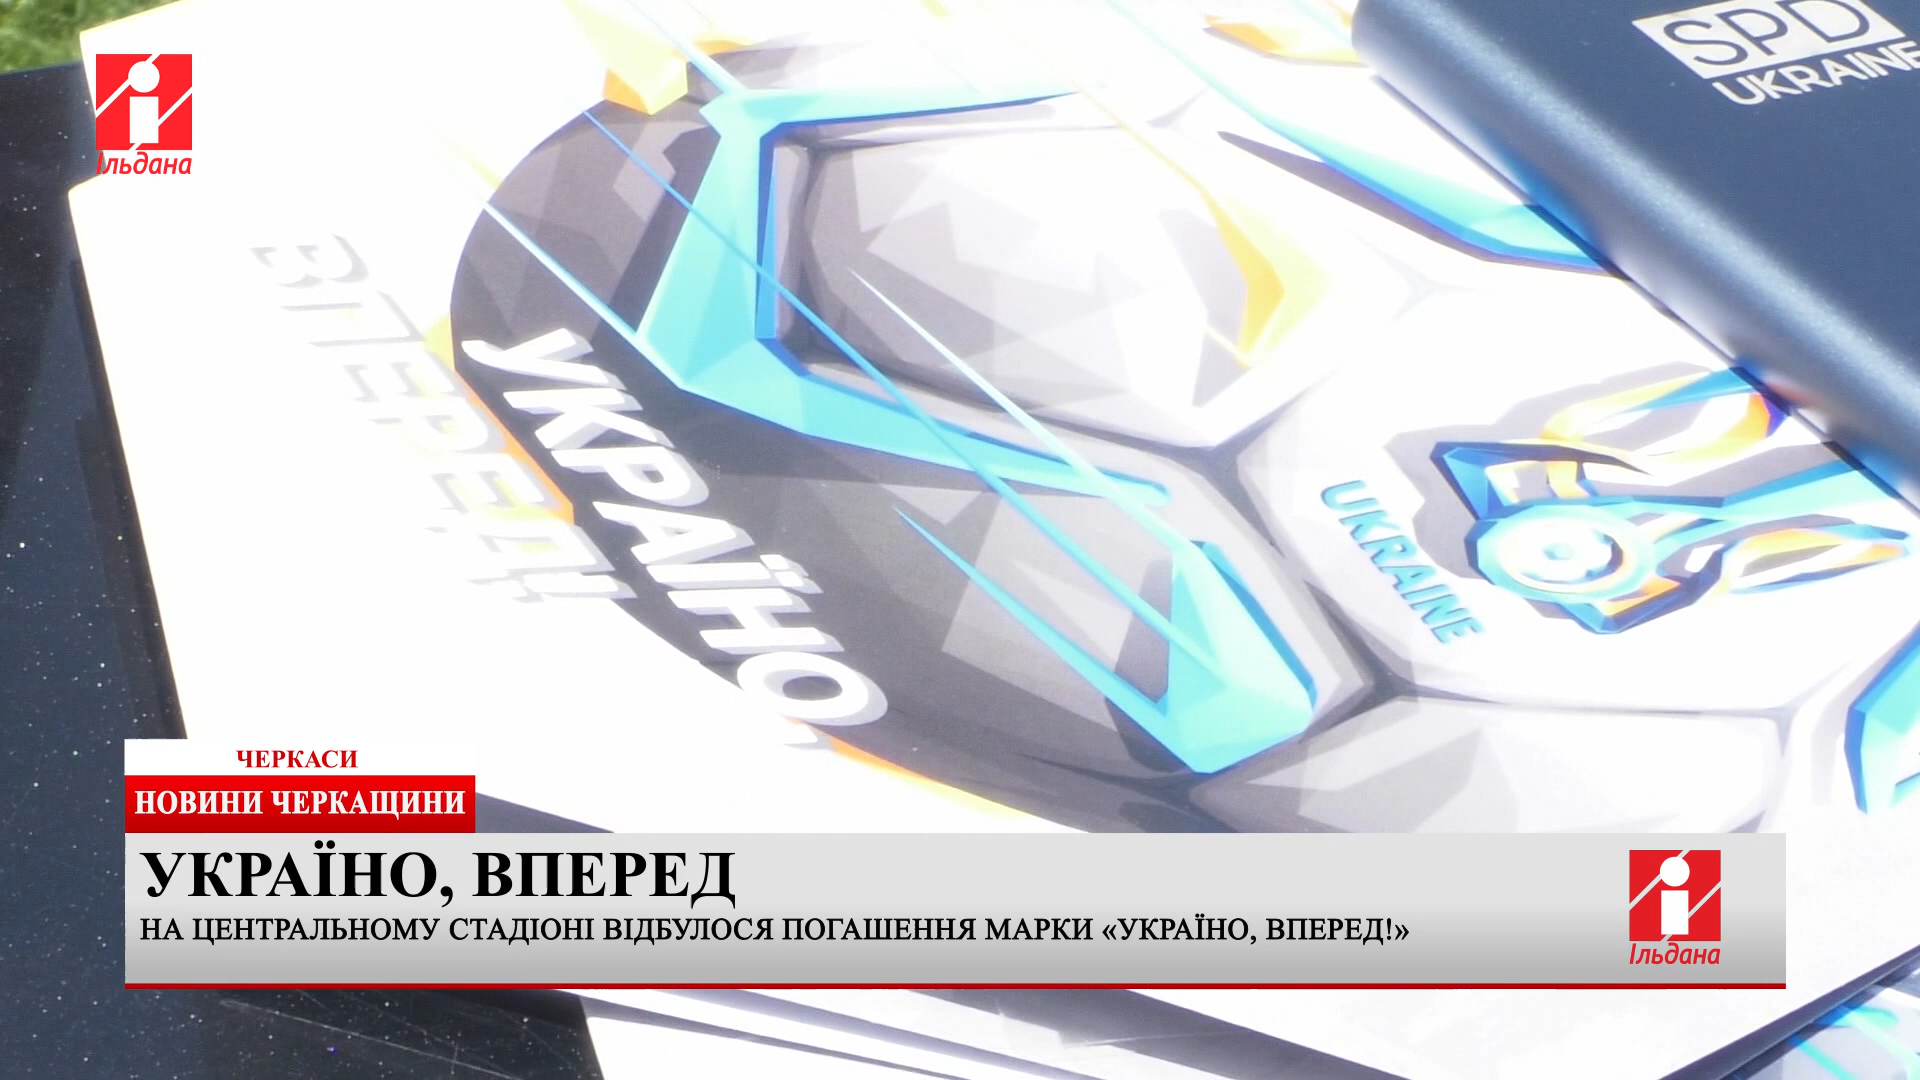 Ільдана
SPD
UKRAINE
ВПЕРЕД!
УКРАЇНО,
UKRAINE
ЧЕРКАСИ
НОВИНИ ЧЕРКАЩИНИ
УКРАЇНО, ВПЕРЕД
НА ЦЕНТРАЛЬНОМУ СТАДІОНІ ВІДБУЛОСЯ ПОГАШЕННЯ МАРКИ «УКРАЇНО, ВПЕРЕД!»
Ільдана